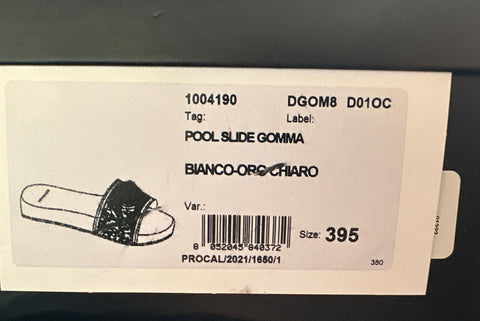 1004190 DGOM8 D01OC
Tag: Label:
POOL SLIDE GOMMA
BIANCO-ORO CHIARO
Var.:
Size: 395
8 052045 840372
PROCAL/2021/1650/1
380